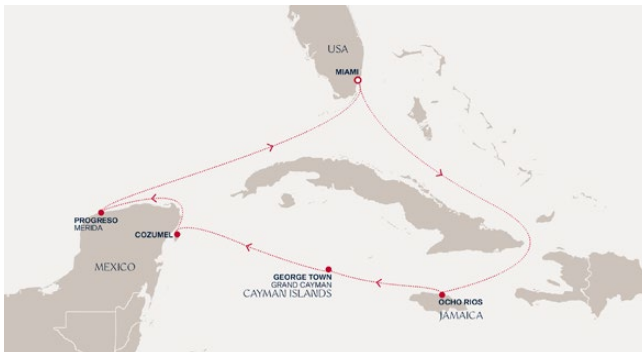 USA
MIAMI
PROGRESO
MERIDA
COZUMEL
MEXICO
GEORGE TOWN
GRAND CAYMAN
CAYMAN ISLANDS
OCHO RIOS
JAMAICA